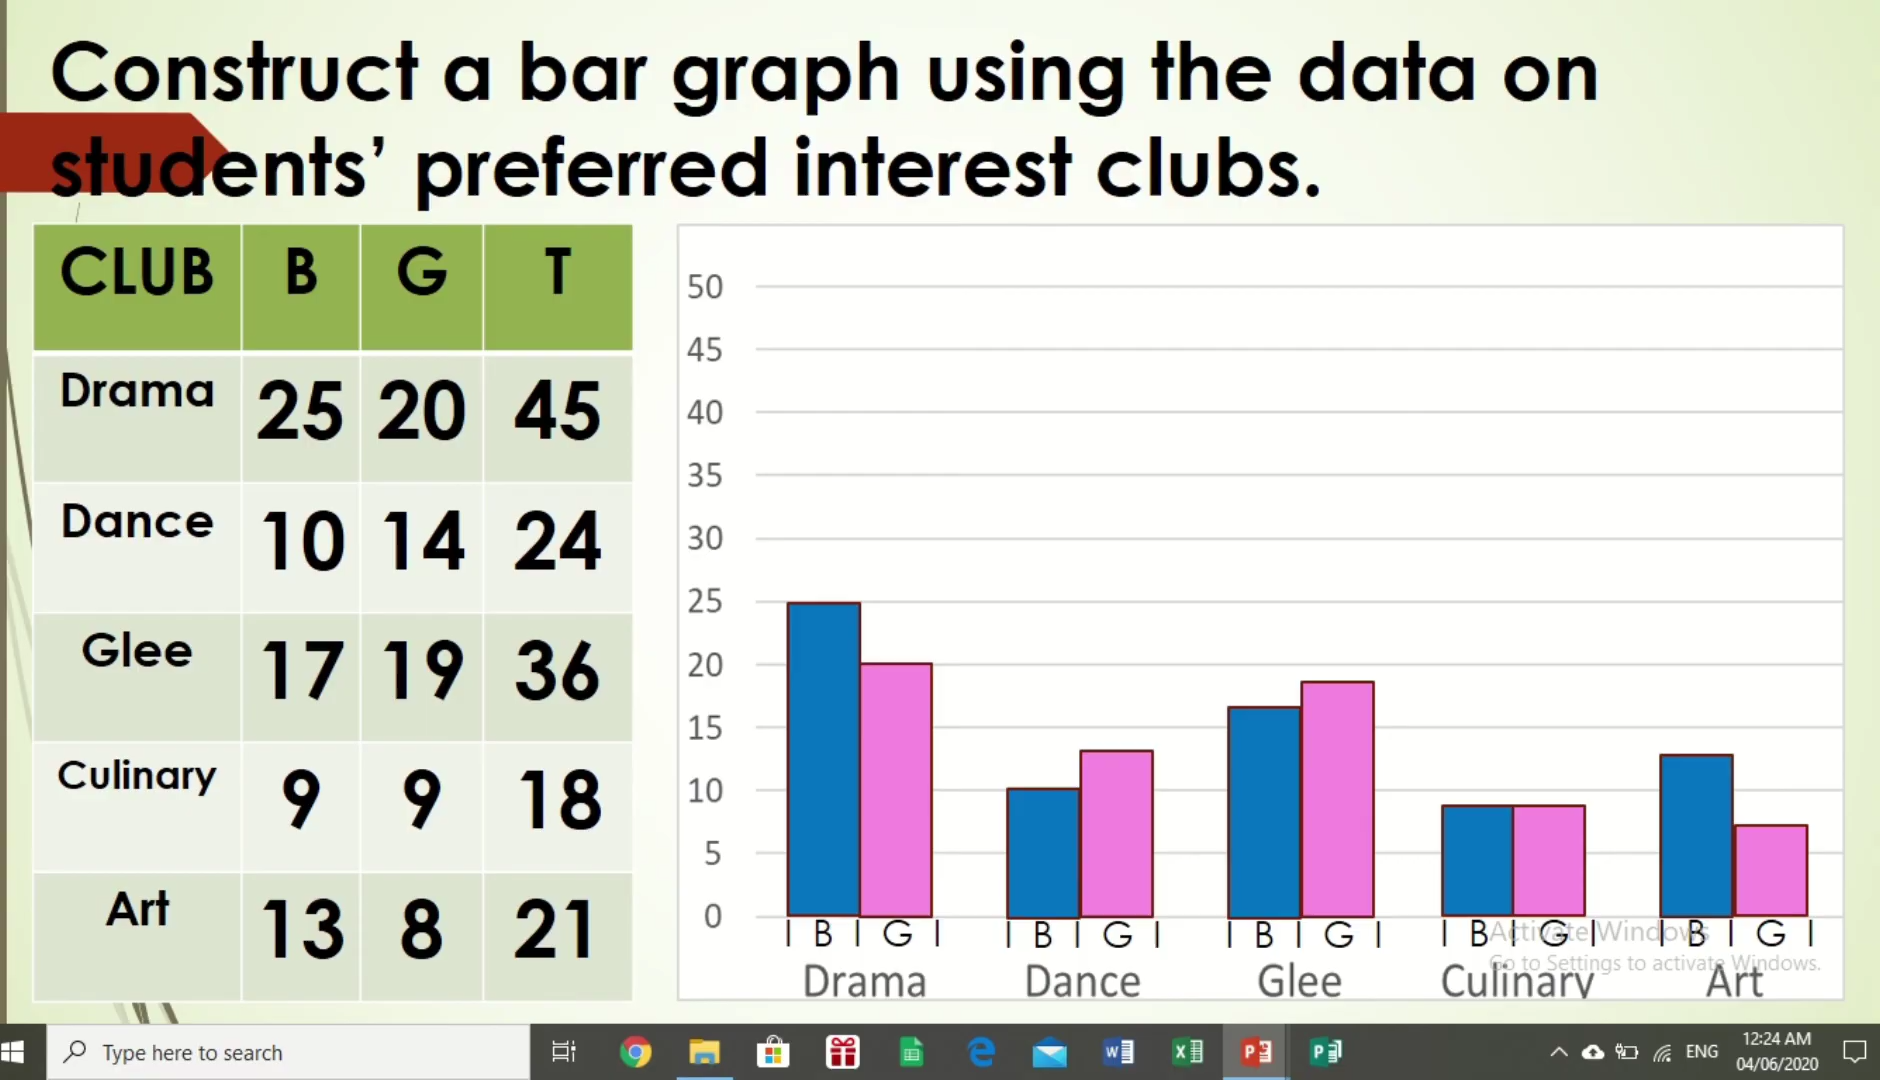 Construct a bar graph using the data on
students’ preferred interest clubs.
CLUB B G T
Drama 25 20 45
Dance 10 14 24
Glee 17 19 36
Culinary 9 9 18
Art 13 8 21
50
45
40
35
30
25
20
15
10
5
0
| B | G | | B | G | | B | G | | B | G | | B | G |
Drama Dance Glee Culinary Art
Activate Windows
Go to Settings to activate Windows.
Type here to search
ENG
12:24 AM
04/06/2020